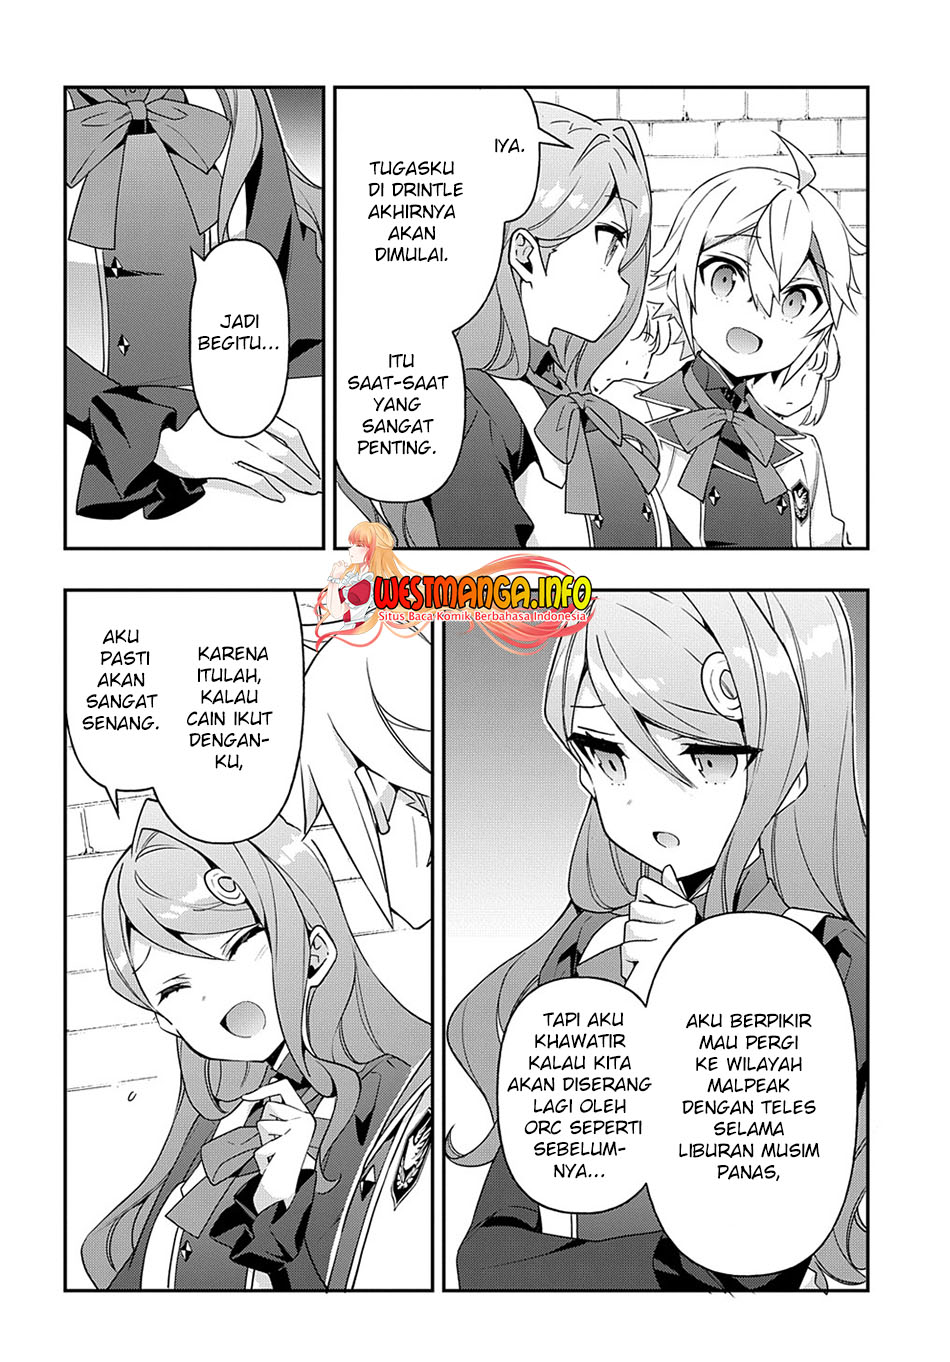 IYA.
TUGASKU
DI DRINTLE
AKHIRNYA
AKAN
DIMULAI.
ITU
SAAT-SAAT
YANG
SANGAT
PENTING.
JADI
BEGITU...
WESTMANGA.INFO
Situs Baca Komik Berbahasa Indonesia
AKU BERPIKIR
MAU PERGI
KE WILAYAH
MALPEAK
DENGAN TELES
SELAMA
LIBURAN MUSIM
PANAS,
TAPI AKU
KHAWATIR
KALAU KITA
AKAN DISERANG
LAGI OLEH
ORC SEPERTI
SEBELUM-
NYA...
KARENA
ITULAH,
KALAU
CAIN IKUT
DENGAN-
KU,
AKU
PASTI
AKAN
SANGAT
SENANG.